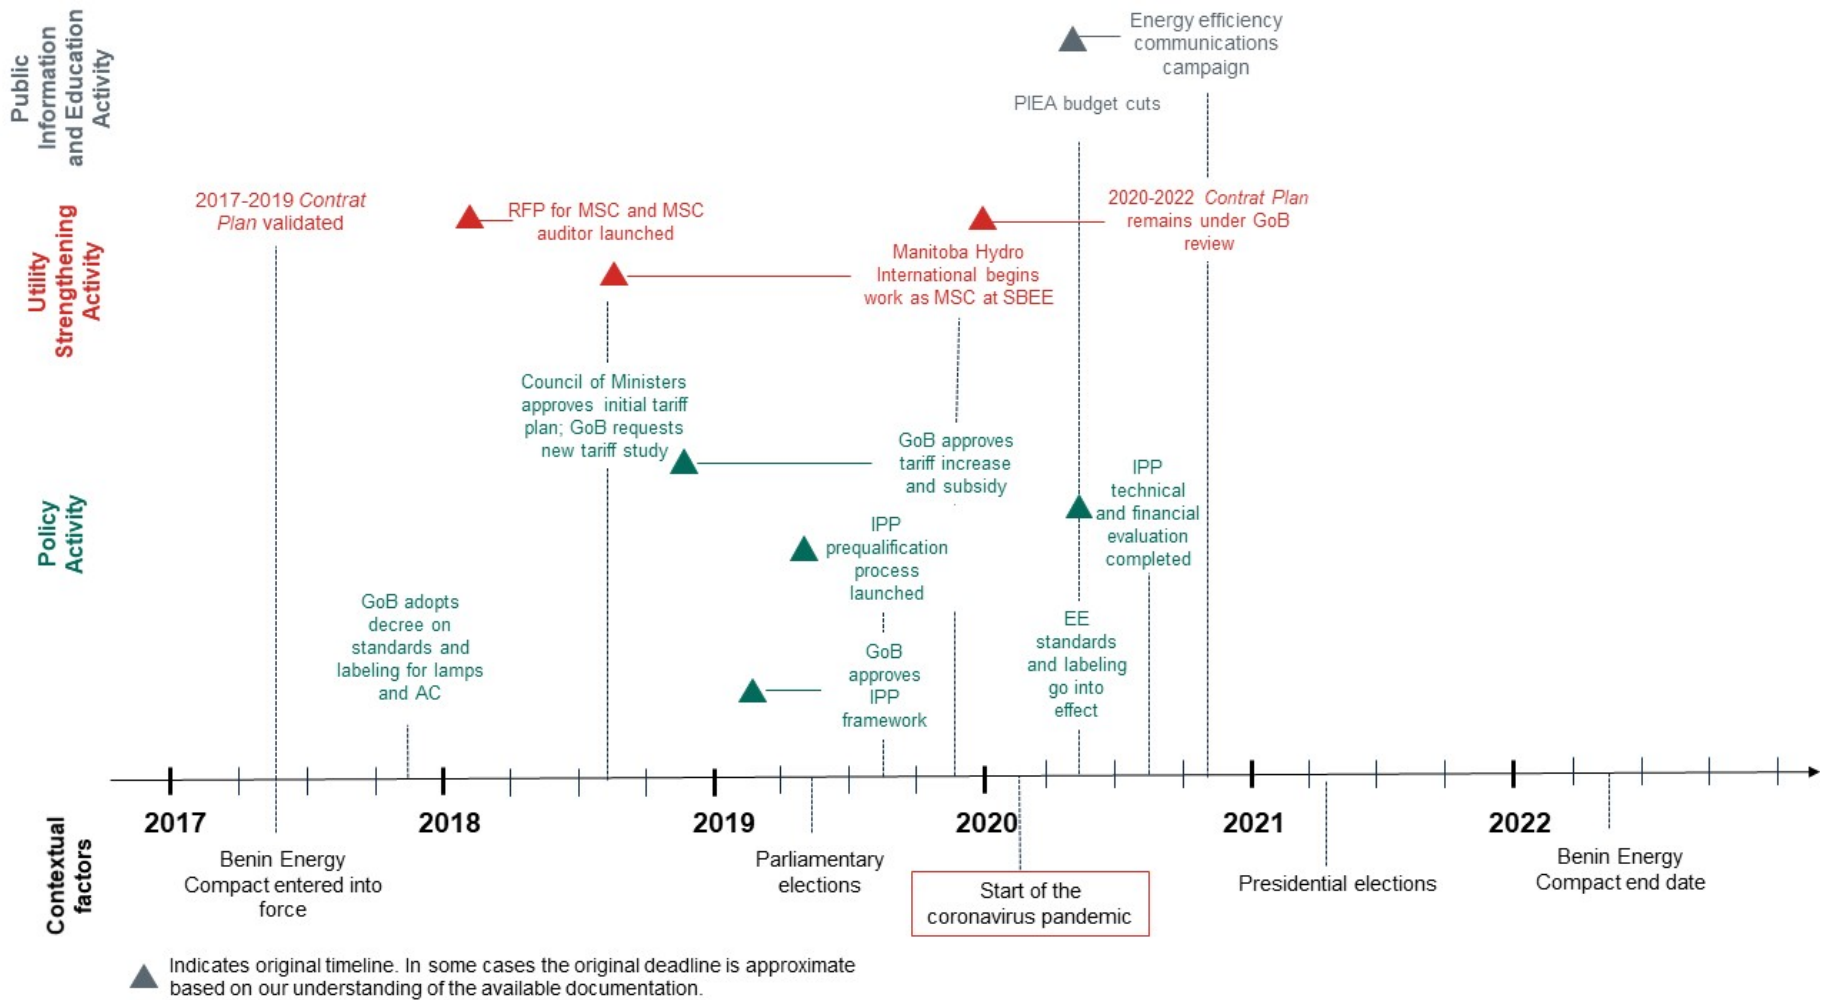 Public
Information
and Education
Activity
Energy efficiency
communications
campaign
PIEA budget cuts
Utility
Strengthening
Activity
2017-2019 Contrat
Plan validated
RFP for MSC and MSC
auditor launched
Manitoba Hydro
International begins
work as MSC at SBEE
2020-2022 Contrat Plan
remains under GoB
review
Policy
Activity
GoB adopts
decree on
standards and
labeling for lamps
and AC
Council of Ministers
approves initial tariff
plan; GoB requests
new tariff study
GoB approves
tariff increase
and subsidy
IPP
prequalification
process
launched
GoB
approves
IPP
framework
IPP
technical
and financial
evaluation
completed
EE
standards
and labeling
go into
effect
2017
2018
2019
2020
2021
2022
Contextual
factors
Benin Energy
Compact entered into
force
Parliamentary
elections
Start of the
coronavirus pandemic
Presidential elections
Benin Energy
Compact end date
Indicates original timeline. In some cases the original deadline is approximate
based on our understanding of the available documentation.